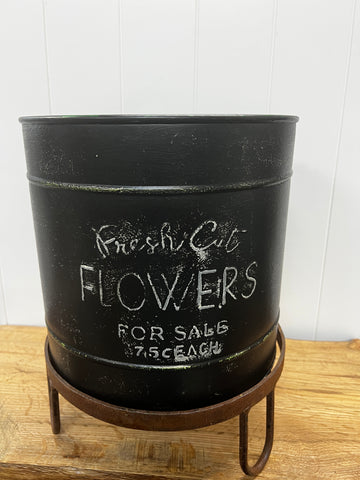 Fresh Cut
FLOWERS
FOR SALE
75¢ EACH